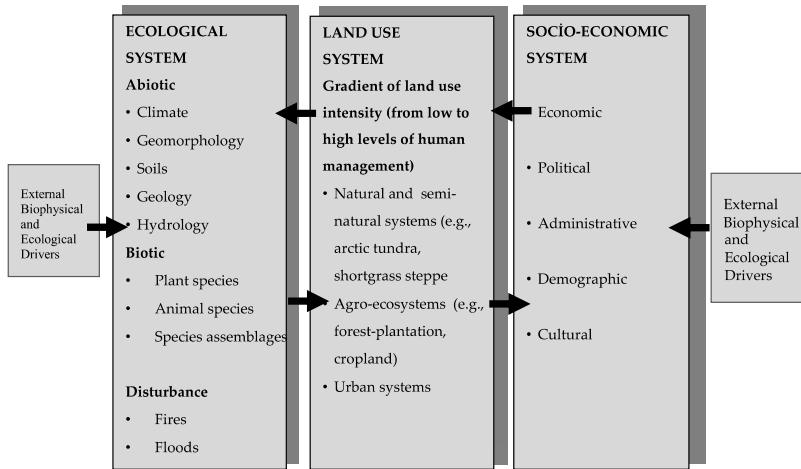 External
Biophysical
and
Ecological
Drivers
ECOLOGICAL
SYSTEM
Abiotic
• Climate
• Geomorphology
• Soils
• Geology
• Hydrology
Biotic
• Plant species
• Animal species
• Species assemblages
Disturbance
• Fires
• Floods
LAND USE
SYSTEM
Gradient of land use
intensity (from low to
high levels of human
management)
• Natural and semi-
natural systems (e.g.,
arctic tundra,
shortgrass steppe
• Agro-ecosystems (e.g.,
forest-plantation,
cropland)
• Urban systems
SOCİO-ECONOMIC
SYSTEM
• Economic
• Political
• Administrative
• Demographic
• Cultural
External
Biophysical
and
Ecological
Drivers